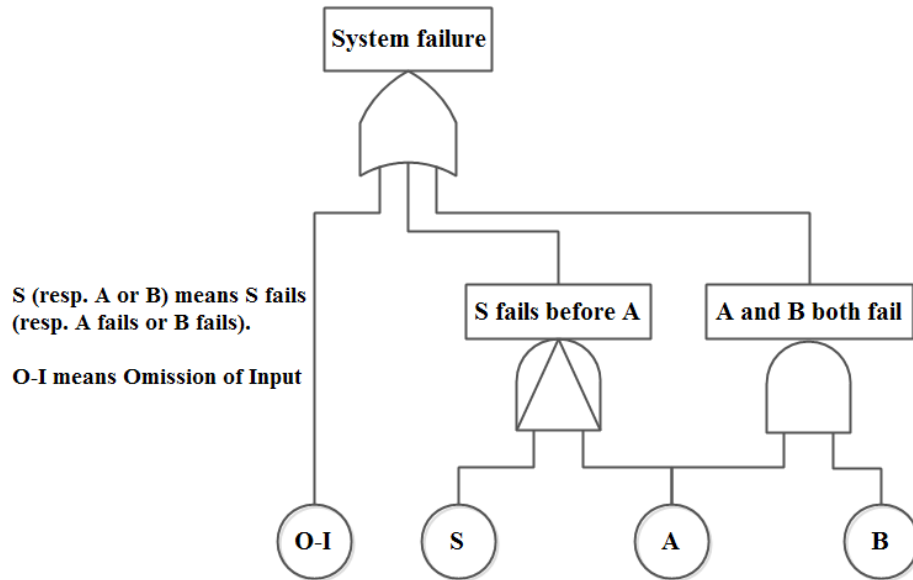 System failure
S (resp. A or B) means S fails
(resp. A fails or B fails).
O-I means Omission of Input
S fails before A
A and B both fail
O-I
S
A
B